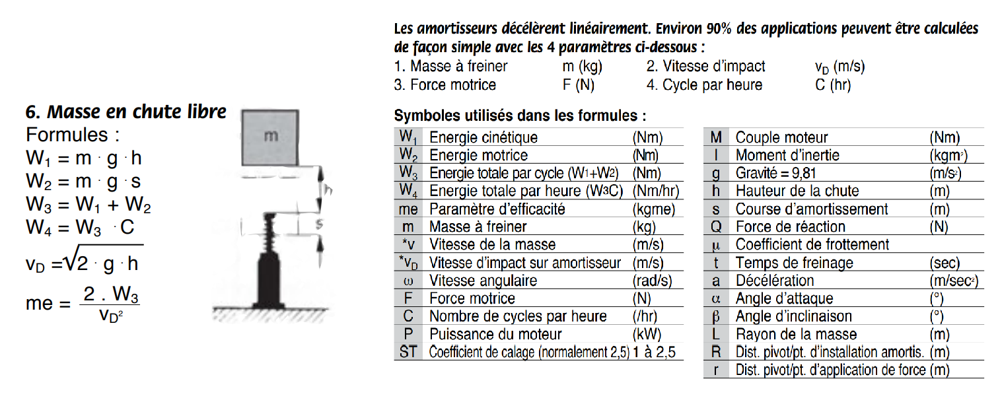 6. Masse en chute libre
Formules :
W₁ = m · g · h
W₂ = m · g · s
W₃ = W₁ + W₂
W₄ = W₃ · C
v_D = √2 · g · h
me = 2 . W₃ / v_D²
m
h
s
Les amortisseurs décélèrent linéairement. Environ 90% des applications peuvent être calculées
de façon simple avec les 4 paramètres ci-dessous :
1. Masse à freiner m (kg) 2. Vitesse d’impact v_D (m/s)
3. Force motrice F (N) 4. Cycle par heure C (hr)
Symboles utilisés dans les formules :
W₁ Energie cinétique (Nm)
W₂ Energie motrice (Nm)
W₃ Energie totale par cycle (W1+W2) (Nm)
W₄ Energie totale par heure (W3C) (Nm/hr)
me Paramètre d’efficacité (kgme)
m Masse à freiner (kg)
*v Vitesse de la masse (m/s)
*v_D Vitesse d’impact sur amortisseur (m/s)
ω Vitesse angulaire (rad/s)
F Force motrice (N)
C Nombre de cycles par heure (/hr)
P Puissance du moteur (kW)
ST Coefficient de calage (normalement 2,5) 1 à 2,5
M Couple moteur (Nm)
I Moment d’inertie (kgm²)
g Gravité = 9,81 (m/s²)
h Hauteur de la chute (m)
s Course d’amortissement (m)
Q Force de réaction (N)
µ Coefficient de frottement
t Temps de freinage (sec)
a Décélération (m/sec²)
α Angle d’attaque (°)
β Angle d’inclinaison (°)
L Rayon de la masse (m)
R Dist. pivot/pt. d’installation amortis. (m)
r Dist. pivot/pt. d’application de force (m)